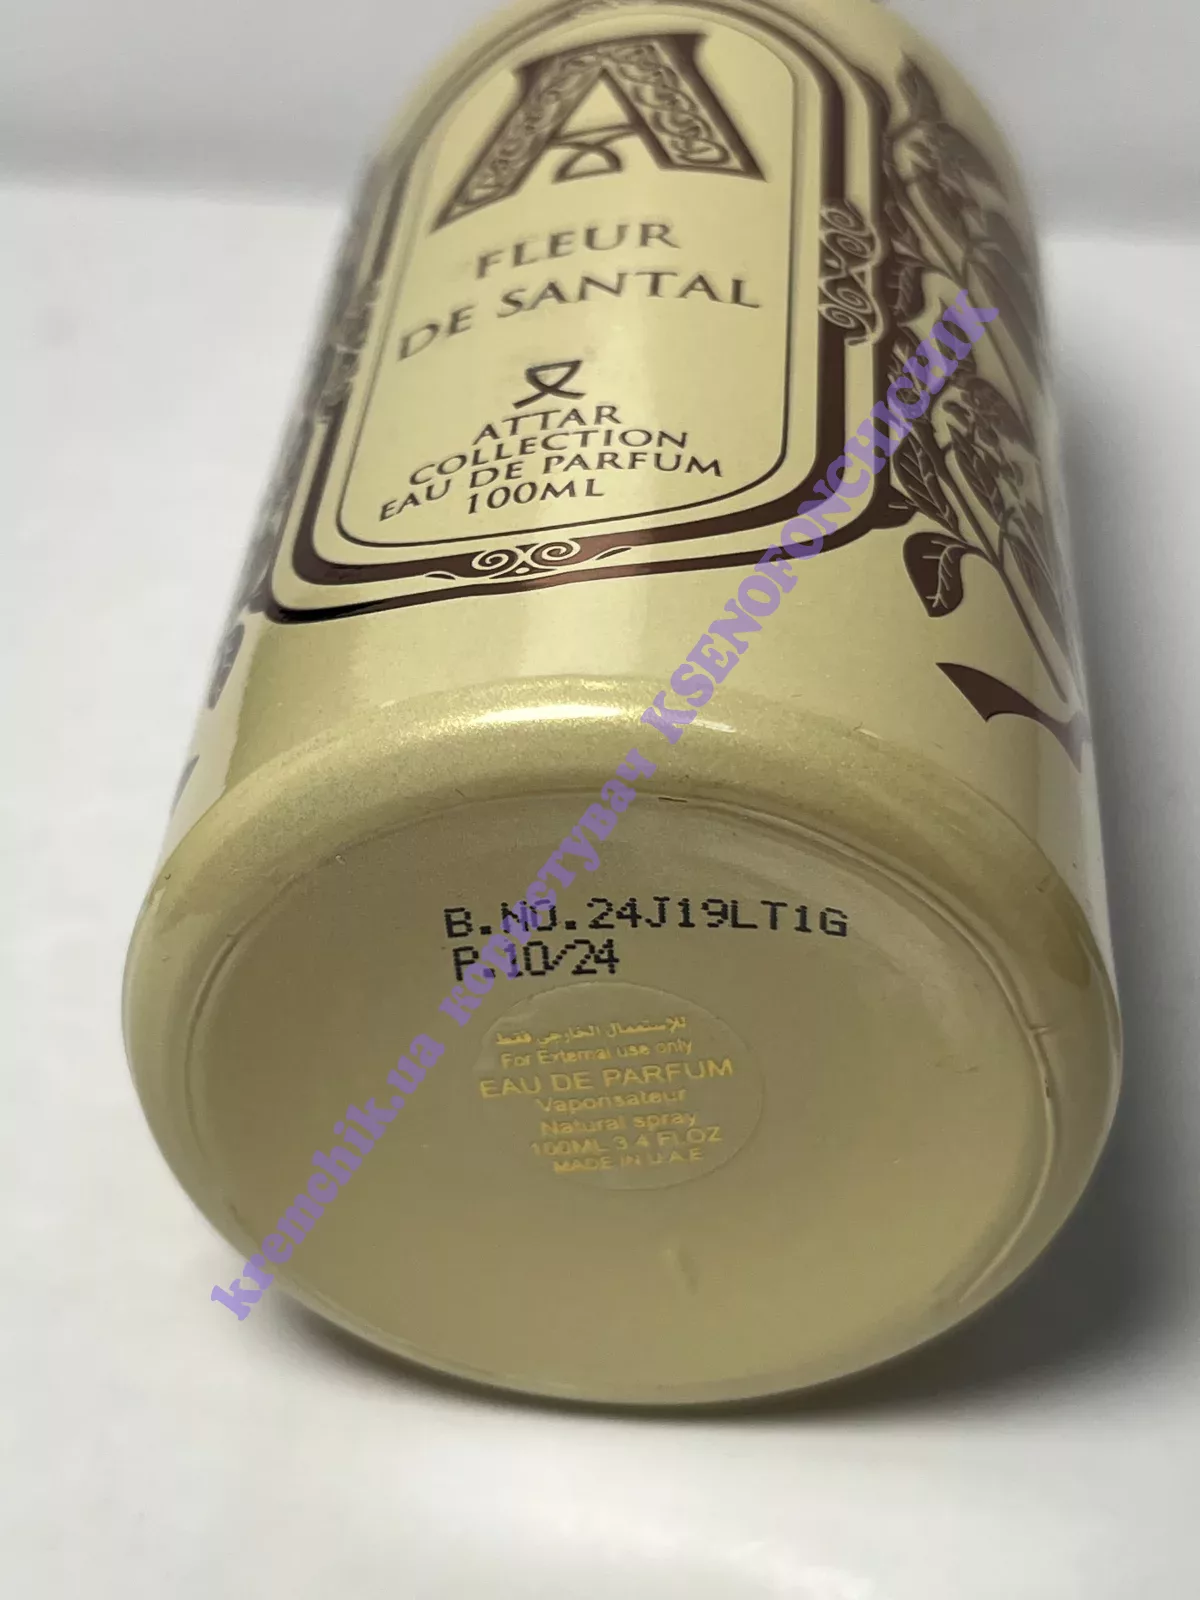 A
FLEUR
DE SANTAL
ATTAR
COLLECTION
EAU DE PARFUM
100ML
B.NO.24J19LT1G
P.10/24
للإستعمال الخارجي فقط
For External use only
EAU DE PARFUM
Vaporisateur
Natural spray
100ML 3.4 FL.OZ
MADE IN U.A.E
kremchik.ua користувач KSENOFONCHICHIK